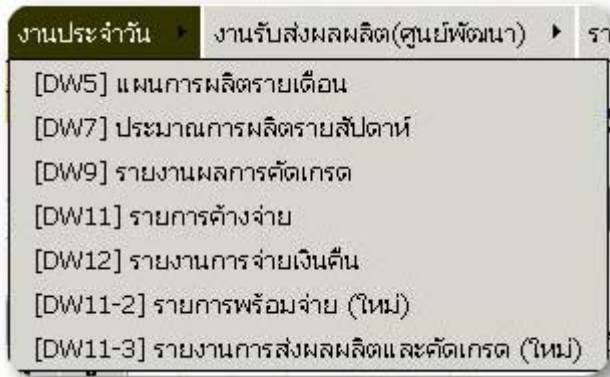 งานประจำวัน งานรับส่งผลผลิต(ศูนย์พัฒนา) รา
[DW5] แผนการผลิตรายเดือน
[DW7] ประมาณการผลิตรายสัปดาห์
[DW9] รายงานผลการคัดเกรด
[DW11] รายการค้างจ่าย
[DW12] รายงานการจ่ายเงินคืน
[DW11-2] รายการพร้อมจ่าย (ใหม่)
[DW11-3] รายงานการส่งผลผลิตและคัดเกรด (ใหม่)